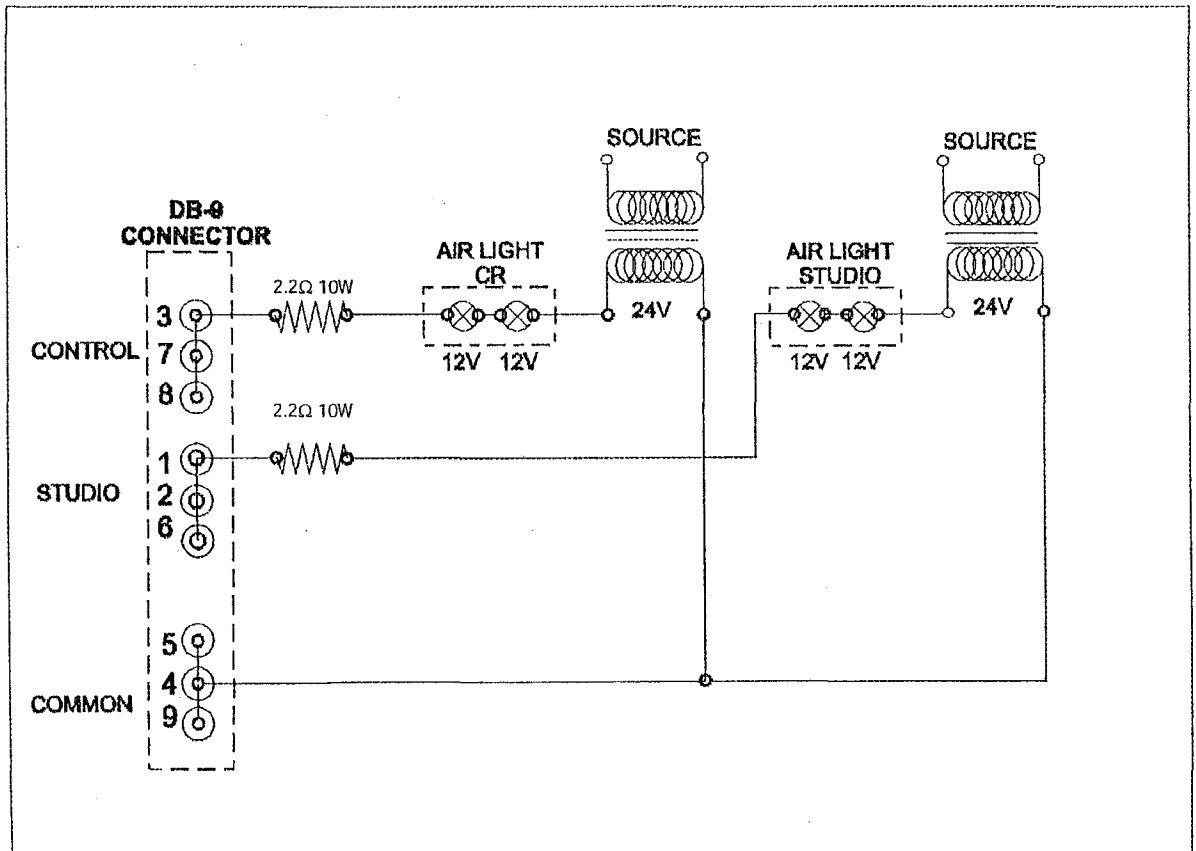 SOURCE
SOURCE
DB-9
CONNECTOR
AIR LIGHT
CR
AIR LIGHT
STUDIO
2.2Ω 10W
24V
24V
3
CONTROL
7
12V 12V
12V 12V
8
2.2Ω 10W
1
STUDIO
2
6
5
4
COMMON
9